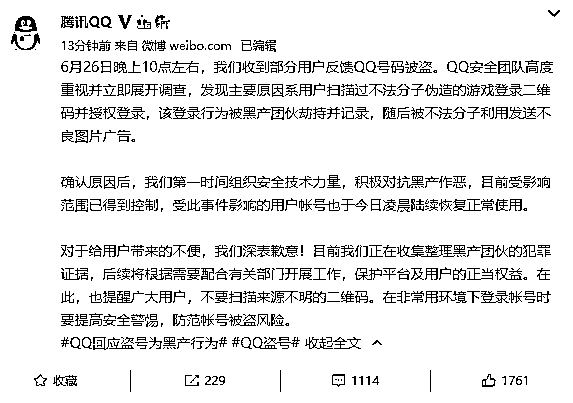 腾讯QQ
13分钟前 来自 微博 weibo.com 已编辑
6月26日晚上10点左右，我们收到部分用户反馈QQ号码被盗。QQ安全团队高度
重视并立即展开调查，发现主要原因系用户扫描过不法分子伪造的游戏登录二维
码并授权登录，该登录行为被黑产团伙劫持并记录，随后被不法分子利用发送不
良图片广告。
确认原因后，我们第一时间组织安全技术力量，积极对抗黑产作恶，目前受影响
范围已得到控制，受此事件影响的用户帐号也于今日凌晨陆续恢复正常使用。
对于给用户带来的不便，我们深表歉意！目前我们正在收集整理黑产团伙的犯罪
证据，后续将根据需要配合有关部门开展工作，保护平台及用户的正当权益。在
此，也提醒广大用户，不要扫描来源不明的二维码。在非常用环境下登录帐号时
要提高安全警惕，防范帐号被盗风险。
#QQ回应盗号为黑产行为# #QQ盗号# 收起全文
收藏 229 1114 1761